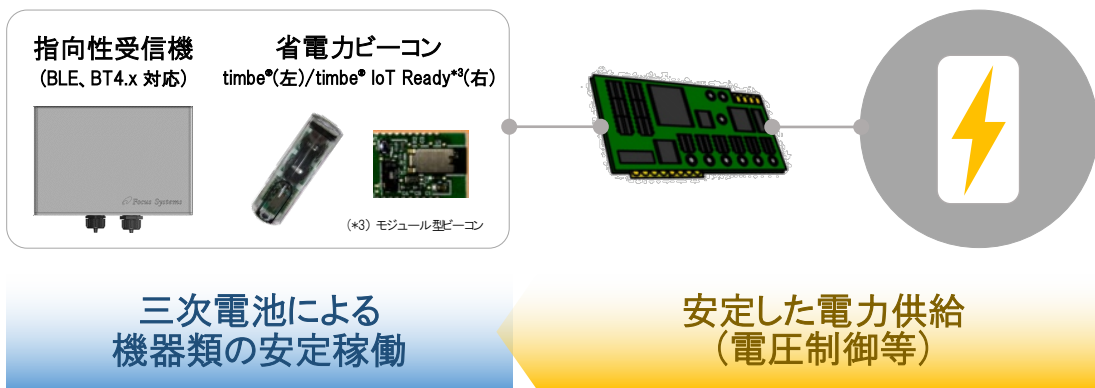 指向性受信機
(BLE、BT4.x 対応)
省電力ビーコン
timbe®(左)/timbe® IoT Ready*3(右)
Focus Systems
(*3) モジュール型ビーコン
三次電池による
機器類の安定稼働
安定した電力供給
(電圧制御等)